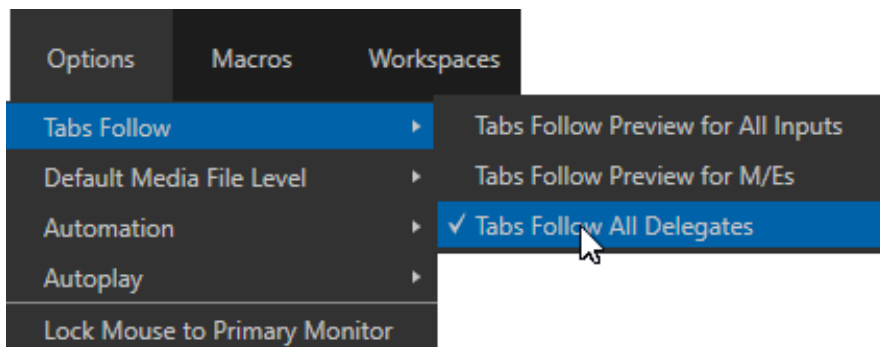 Options Macros Workspaces
Tabs Follow
Default Media File Level
Automation
Autoplay
Lock Mouse to Primary Monitor
Tabs Follow Preview for All Inputs
Tabs Follow Preview for M/Es
✓ Tabs Follow All Delegates